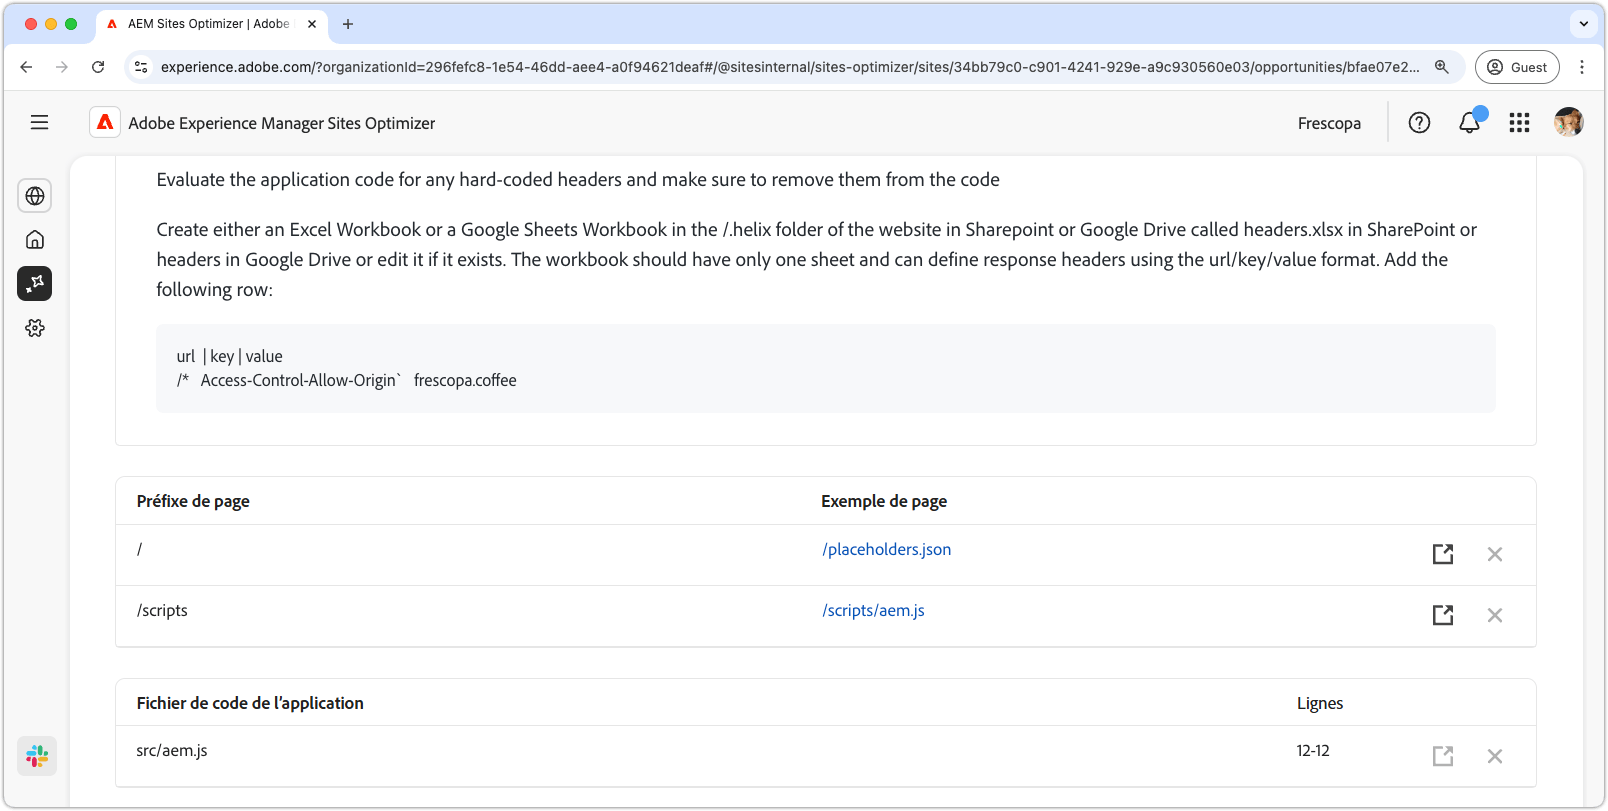 AEM Sites Optimizer | Adobe
experience.adobe.com/?organizationId=296fefc8-1e54-46dd-aee4-a0f94621deaf#/@sitesinternal/sites-optimizer/sites/34bb79c0-c901-4241-929e-a9c930560e03/opportunities/bfae07e2...
Guest
Adobe Experience Manager Sites Optimizer
Frescopa
Evaluate the application code for any hard-coded headers and make sure to remove them from the code
Create either an Excel Workbook or a Google Sheets Workbook in the /.helix folder of the website in Sharepoint or Google Drive called headers.xlsx in SharePoint or
headers in Google Drive or edit it if it exists. The workbook should have only one sheet and can define response headers using the url/key/value format. Add the
following row:
url | key | value
/* Access-Control-Allow-Origin` frescopa.coffee
Préfixe de page Exemple de page
/ /placeholders.json
/scripts /scripts/aem.js
Fichier de code de l'application Lignes
src/aem.js 12-12